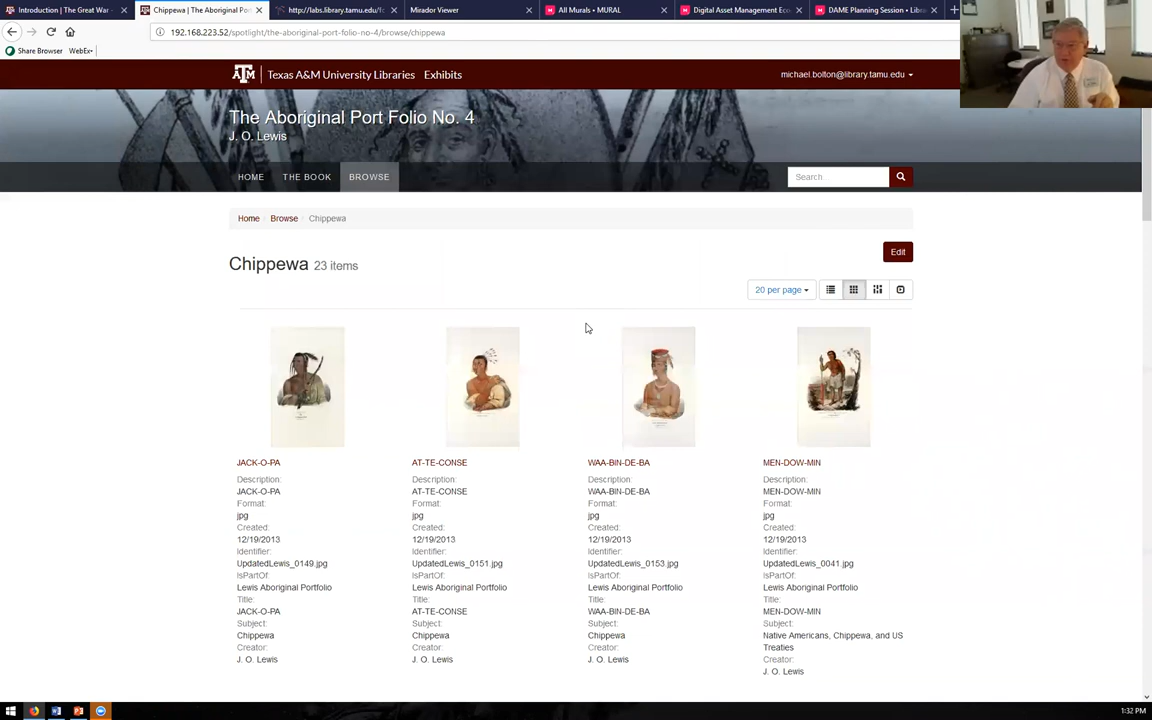 Introduction | The Great War -
Chippewa | The Aboriginal Por
http://labs.library.tamu.edu/fo
Mirador Viewer
All Murals • MURAL
Digital Asset Management Eco
DAME Planning Session • Libra
192.168.223.52/spotlight/the-aboriginal-port-folio-no-4/browse/chippewa
Share Browser WebEx
Texas A&M University Libraries Exhibits
michael.bolton@library.tamu.edu
The Aboriginal Port Folio No. 4
J. O. Lewis
HOME THE BOOK BROWSE
Search...
Home / Browse / Chippewa
Edit
Chippewa 23 items
20 per page
JACK-O-PA
Description:
JACK-O-PA
Format:
jpg
Created:
12/19/2013
Identifier:
UpdatedLewis_0149.jpg
IsPartOf:
Lewis Aboriginal Portfolio
Title:
JACK-O-PA
Subject:
Chippewa
Creator:
J. O. Lewis
AT-TE-CONSE
Description:
AT-TE-CONSE
Format:
jpg
Created:
12/19/2013
Identifier:
UpdatedLewis_0151.jpg
IsPartOf:
Lewis Aboriginal Portfolio
Title:
AT-TE-CONSE
Subject:
Chippewa
Creator:
J. O. Lewis
WAA-BIN-DE-BA
Description:
WAA-BIN-DE-BA
Format:
jpg
Created:
12/19/2013
Identifier:
UpdatedLewis_0153.jpg
IsPartOf:
Lewis Aboriginal Portfolio
Title:
WAA-BIN-DE-BA
Subject:
Chippewa
Creator:
J. O. Lewis
MEN-DOW-MIN
Description:
MEN-DOW-MIN
Format:
jpg
Created:
12/19/2013
Identifier:
UpdatedLewis_0041.jpg
IsPartOf:
Lewis Aboriginal Portfolio
Title:
MEN-DOW-MIN
Subject:
Native Americans, Chippewa, and US
Treaties
Creator:
J. O. Lewis
1:32 PM